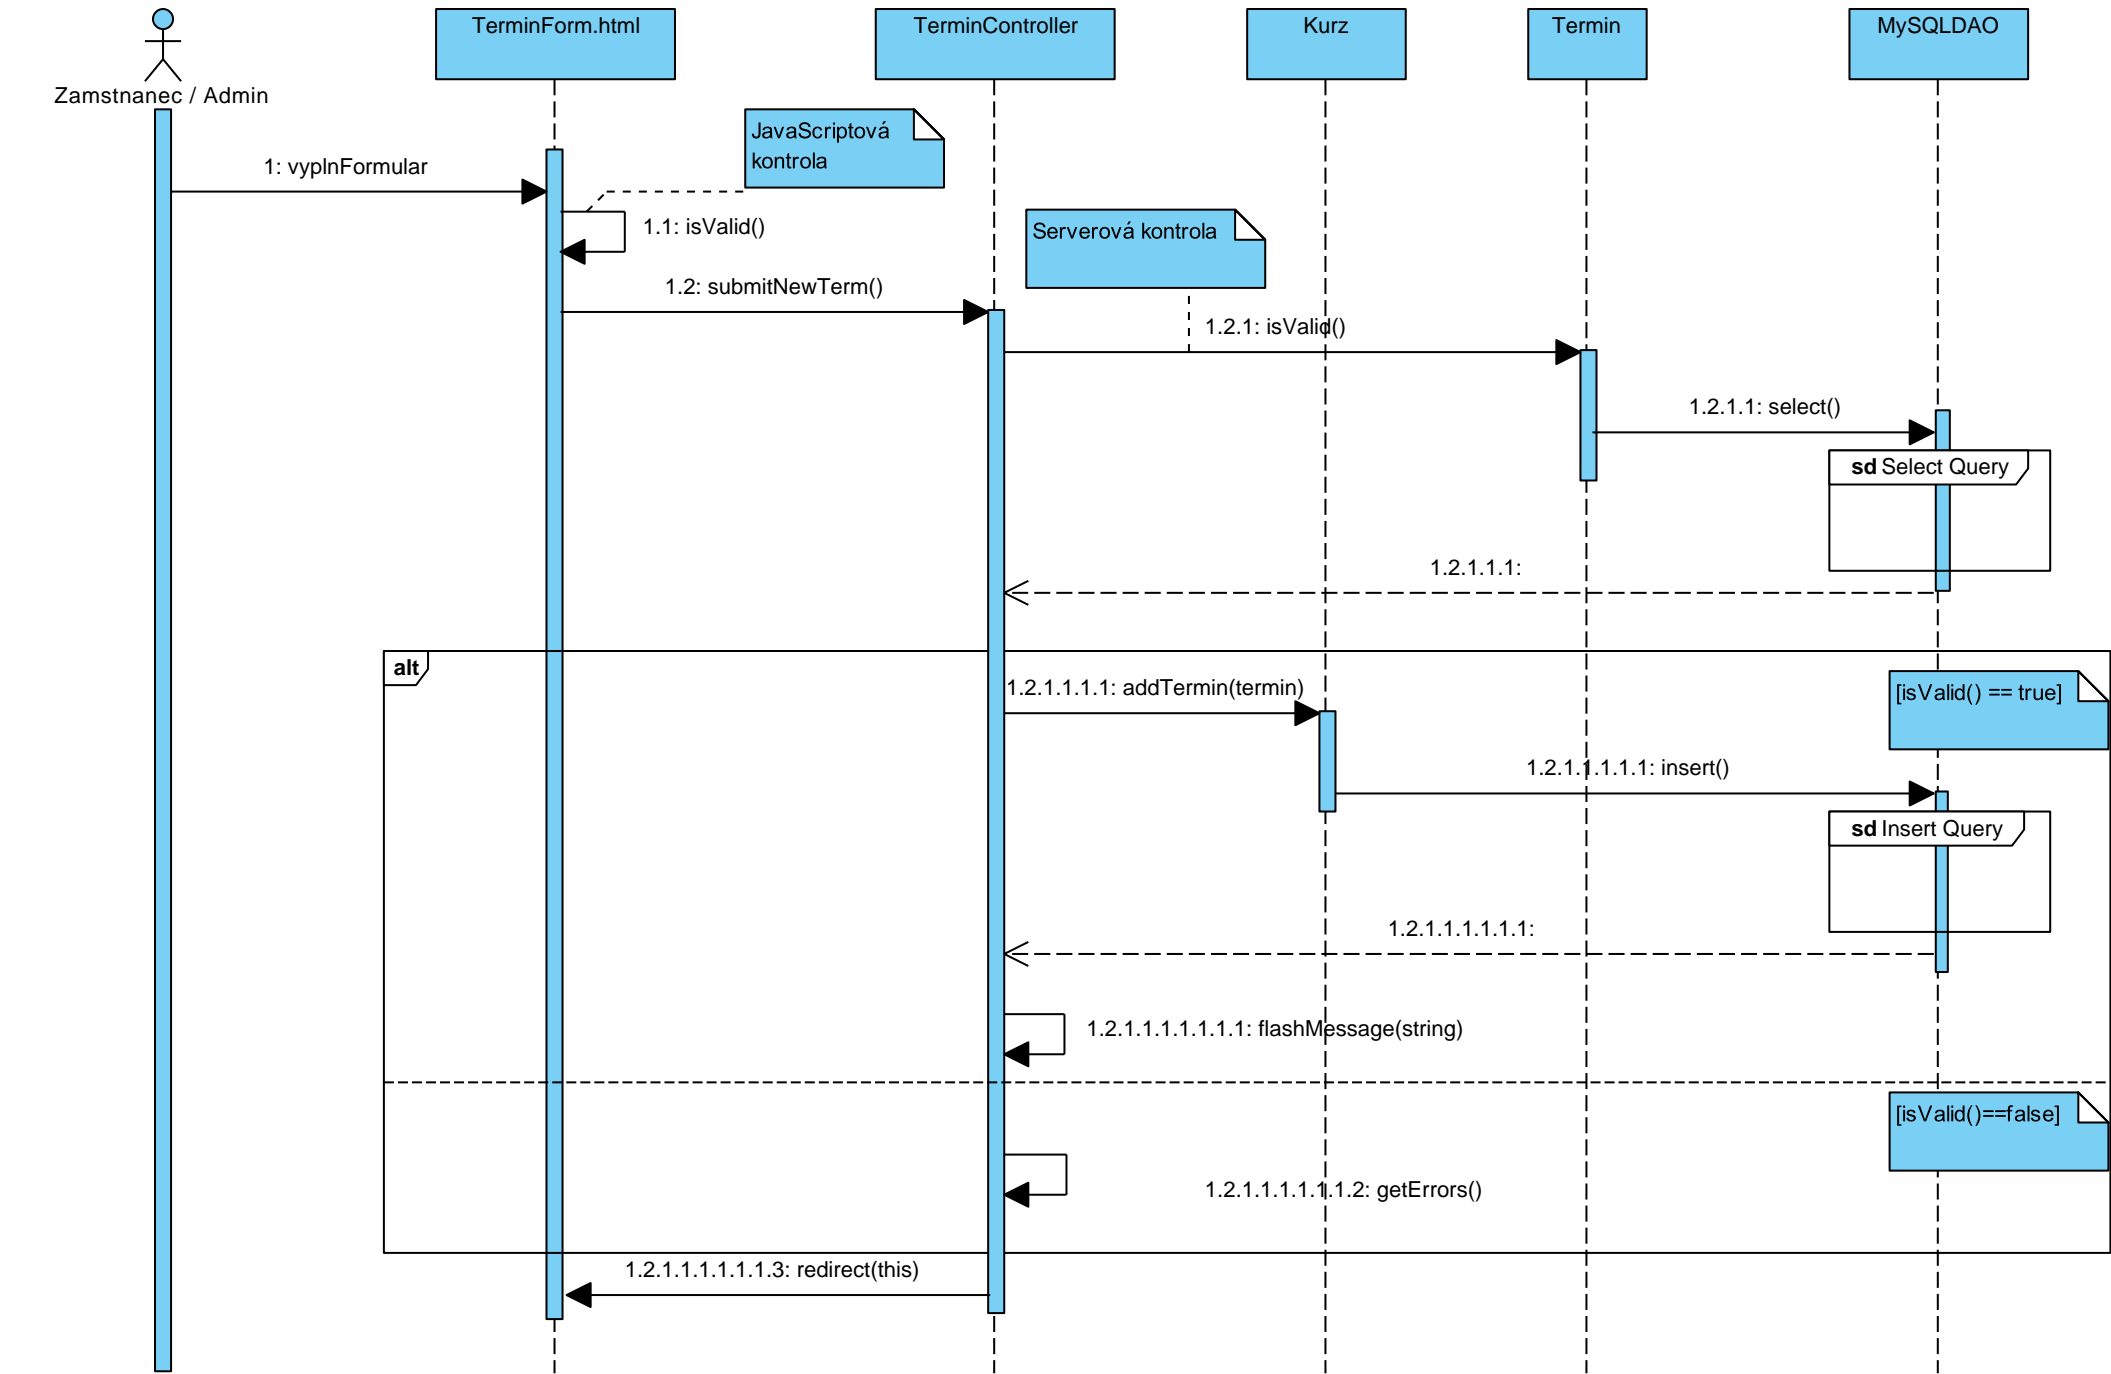 TerminForm.html
TerminController
Kurz
Termin
MySQLDAO
Zamstnanec / Admin
JavaScriptová
kontrola
1: vyplnFormular
1.1: isValid()
Serverová kontrola
1.2: submitNewTerm()
1.2.1: isValid()
1.2.1.1: select()
sd Select Query
1.2.1.1.1:
alt
1.2.1.1.1.1: addTermin(termin)
[isValid() == true]
1.2.1.1.1.1.1: insert()
sd Insert Query
1.2.1.1.1.1.1.1:
1.2.1.1.1.1.1.1.1: flashMessage(string)
[isValid()==false]
1.2.1.1.1.1.1.1.2: getErrors()
1.2.1.1.1.1.1.1.3: redirect(this)